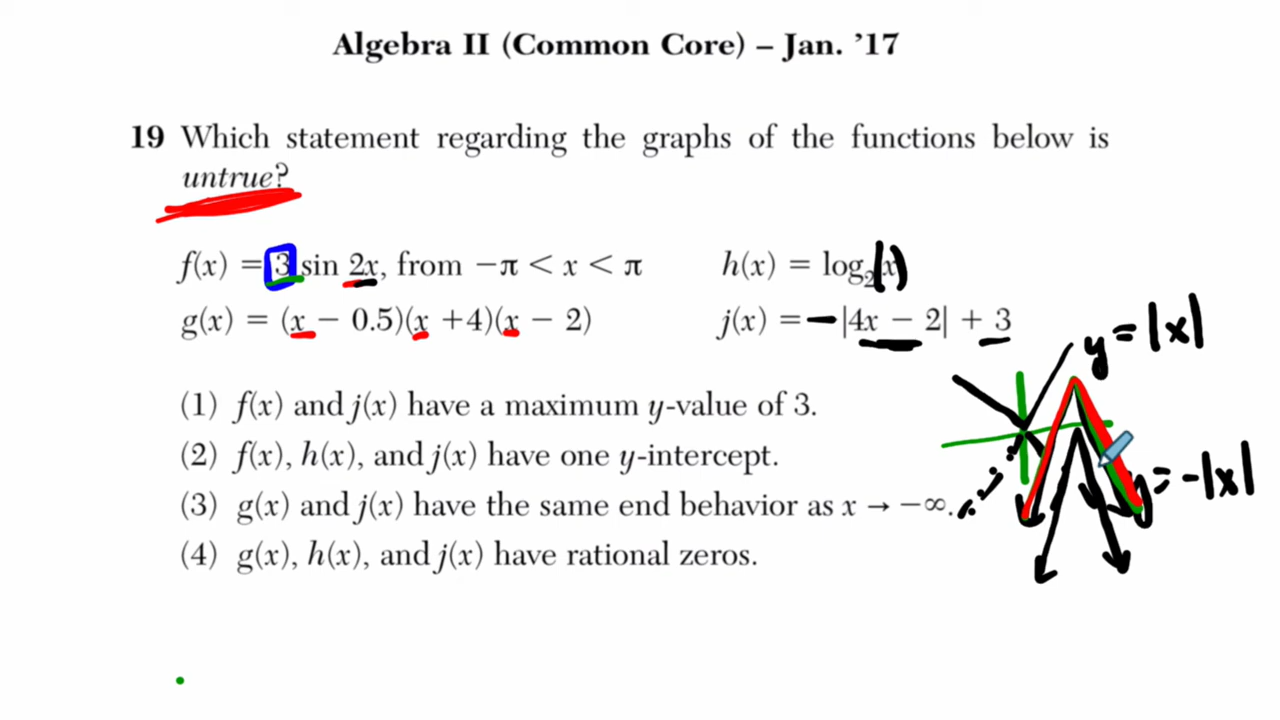 Algebra II (Common Core) – Jan. ’17
19 Which statement regarding the graphs of the functions below is
untrue?
f(x) = 3 sin 2x, from −π < x < π
h(x) = log₂(x)
g(x) = (x − 0.5)(x +4)(x − 2)
j(x) = −|4x − 2| + 3
y = |x|
(1) f(x) and j(x) have a maximum y-value of 3.
(2) f(x), h(x), and j(x) have one y-intercept.
y = -|x|
(3) g(x) and j(x) have the same end behavior as x → −∞.
(4) g(x), h(x), and j(x) have rational zeros.